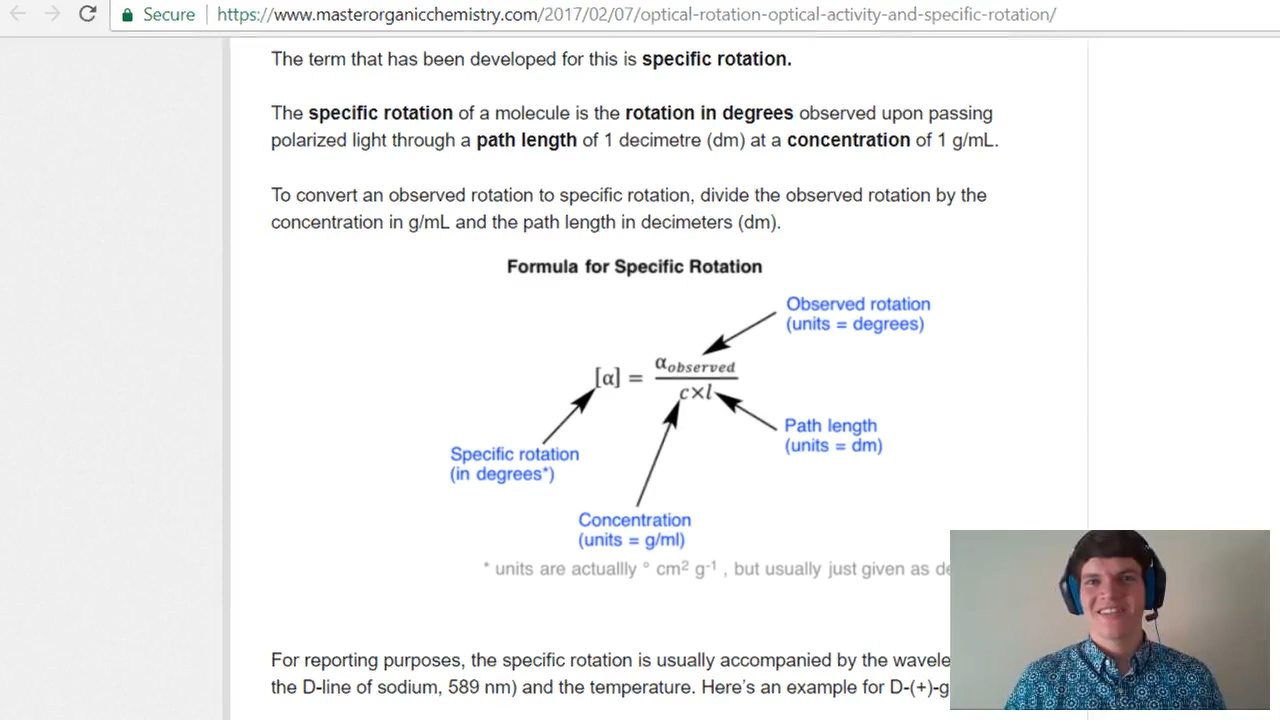 Secure
https://www.masterorganicchemistry.com/2017/02/07/optical-rotation-optical-activity-and-specific-rotation/
The term that has been developed for this is specific rotation.
The specific rotation of a molecule is the rotation in degrees observed upon passing
polarized light through a path length of 1 decimetre (dm) at a concentration of 1 g/mL.
To convert an observed rotation to specific rotation, divide the observed rotation by the
concentration in g/mL and the path length in decimeters (dm).
Formula for Specific Rotation
Observed rotation
(units = degrees)
[α] = αobserved
c×l
Path length
(units = dm)
Specific rotation
(in degrees*)
Concentration
(units = g/ml)
* units are actuallly ° cm² g⁻¹ , but usually just given as de
For reporting purposes, the specific rotation is usually accompanied by the wavele
the D-line of sodium, 589 nm) and the temperature. Here’s an example for D-(+)-g